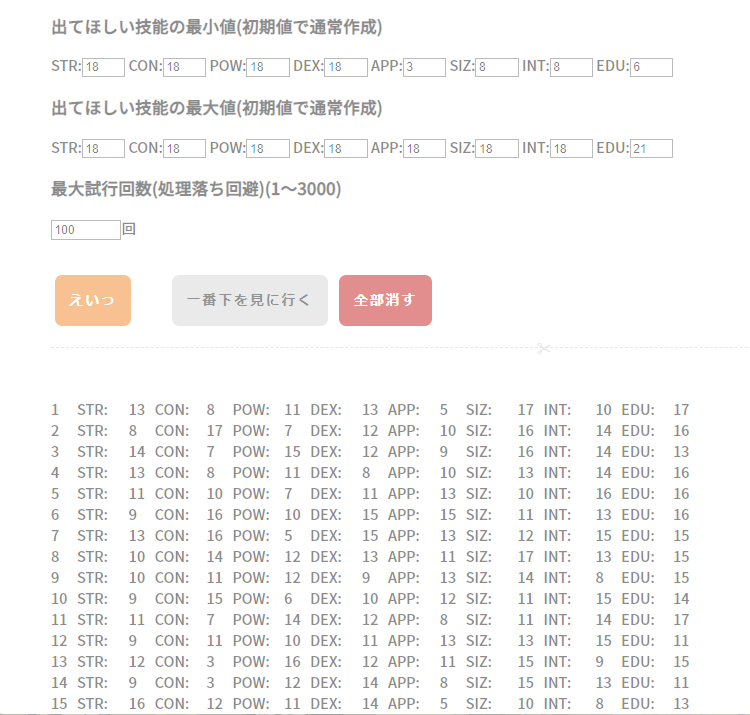 出てほしい技能の最小値(初期値で通常作成)
STR:18 CON:18 POW:18 DEX:18 APP:3 SIZ:8 INT:8 EDU:6
出てほしい技能の最大値(初期値で通常作成)
STR:18 CON:18 POW:18 DEX:18 APP:18 SIZ:18 INT:18 EDU:21
最大試行回数(処理落ち回避)(1〜3000)
100回
えいっ 一番下を見に行く 全部消す
1 STR: 13 CON: 8 POW: 11 DEX: 13 APP: 5 SIZ: 17 INT: 10 EDU: 17
2 STR: 8 CON: 17 POW: 7 DEX: 12 APP: 10 SIZ: 16 INT: 14 EDU: 16
3 STR: 14 CON: 7 POW: 15 DEX: 12 APP: 9 SIZ: 16 INT: 14 EDU: 13
4 STR: 13 CON: 8 POW: 11 DEX: 8 APP: 10 SIZ: 13 INT: 14 EDU: 16
5 STR: 11 CON: 10 POW: 7 DEX: 11 APP: 13 SIZ: 10 INT: 16 EDU: 16
6 STR: 9 CON: 16 POW: 10 DEX: 15 APP: 15 SIZ: 11 INT: 13 EDU: 16
7 STR: 13 CON: 16 POW: 5 DEX: 15 APP: 13 SIZ: 12 INT: 15 EDU: 15
8 STR: 10 CON: 14 POW: 12 DEX: 13 APP: 11 SIZ: 17 INT: 13 EDU: 15
9 STR: 10 CON: 11 POW: 12 DEX: 9 APP: 13 SIZ: 14 INT: 8 EDU: 15
10 STR: 9 CON: 15 POW: 6 DEX: 10 APP: 12 SIZ: 11 INT: 15 EDU: 14
11 STR: 11 CON: 7 POW: 14 DEX: 12 APP: 8 SIZ: 11 INT: 14 EDU: 17
12 STR: 9 CON: 11 POW: 10 DEX: 11 APP: 13 SIZ: 13 INT: 15 EDU: 11
13 STR: 12 CON: 3 POW: 16 DEX: 12 APP: 11 SIZ: 15 INT: 9 EDU: 15
14 STR: 9 CON: 3 POW: 12 DEX: 14 APP: 8 SIZ: 15 INT: 13 EDU: 11
15 STR: 16 CON: 12 POW: 11 DEX: 14 APP: 5 SIZ: 10 INT: 8 EDU: 13